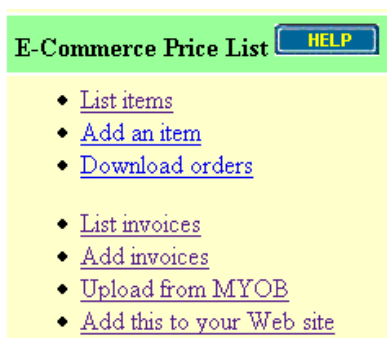 E-Commerce Price List HELP
List items
Add an item
Download orders
List invoices
Add invoices
Upload from MYOB
Add this to your Web site